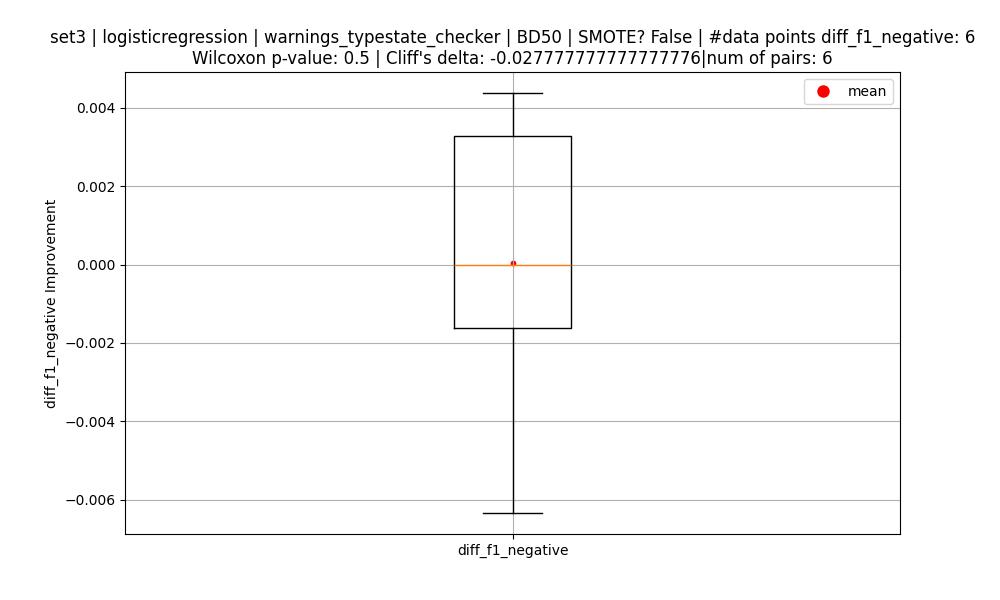 set3 | logisticregression | warnings_typestate_checker | BD50 | SMOTE? False | #data points diff_f1_negative: 6
Wilcoxon p-value: 0.5 | Cliff's delta: -0.027777777777777776|num of pairs: 6
mean
0.004
0.002
0.000
−0.002
−0.004
−0.006
diff_f1_negative Improvement
diff_f1_negative